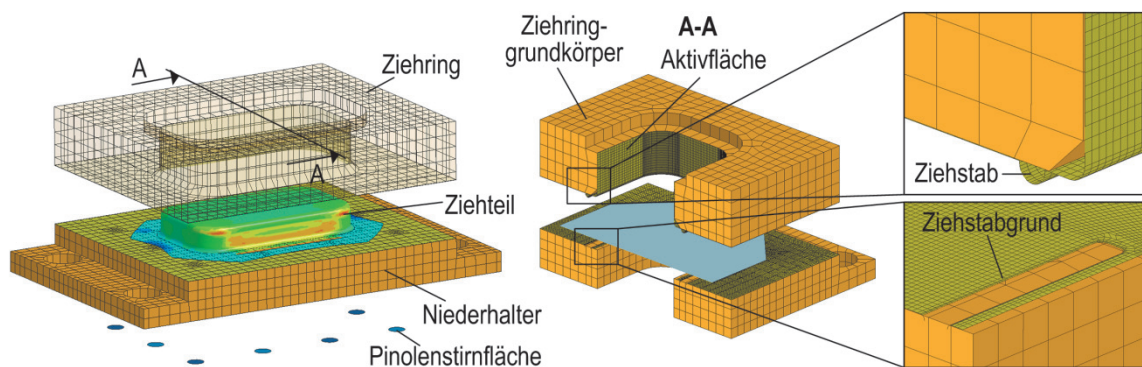 A
A
Ziehring
Ziehteil
Niederhalter
Pinolenstirnfläche
Ziehring-
grundkörper
A-A
Aktivfläche
Ziehstab
Ziehstabgrund